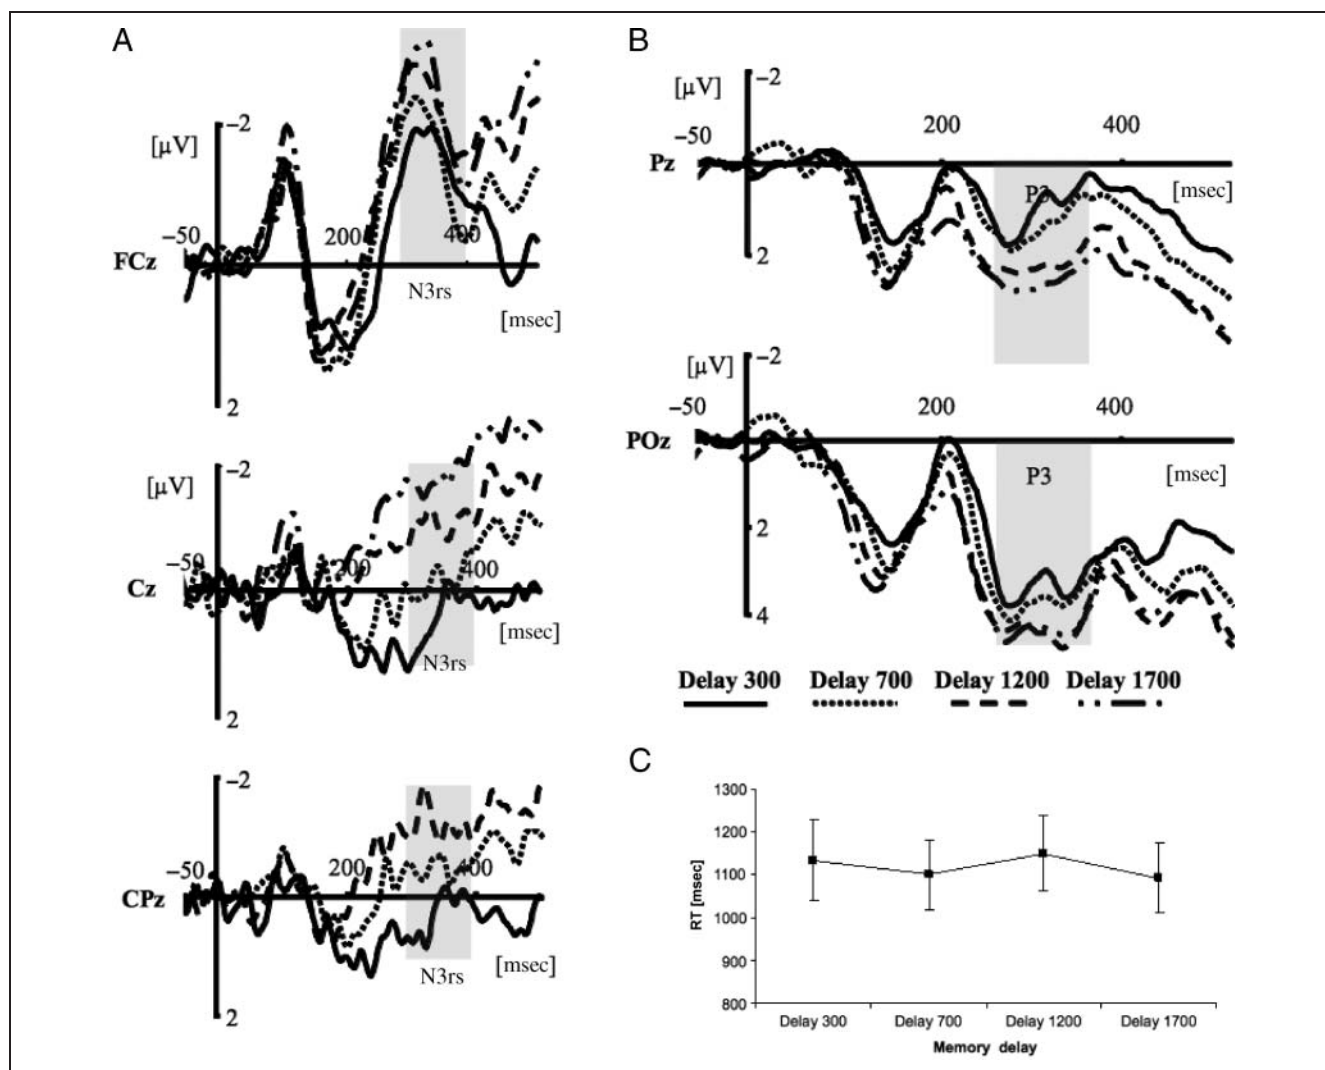 A
−2
[µV]
−50
200
400
FCz
N3rs
[msec]
2
−2
[µV]
−50
200
400
Cz
[msec]
N3rs
2
−2
−50
200
400
CPz
N3rs
[msec]
2
B
−2
[µV]
−50
200
400
Pz
P3
[msec]
2
−2
[µV]
−50
200
400
POz
P3
[msec]
2
4
Delay 300 Delay 700 Delay 1200 Delay 1700
C
1300
1200
1100
1000
900
800
RT [msec]
Delay 300 Delay 700 Delay 1200 Delay 1700
Memory delay